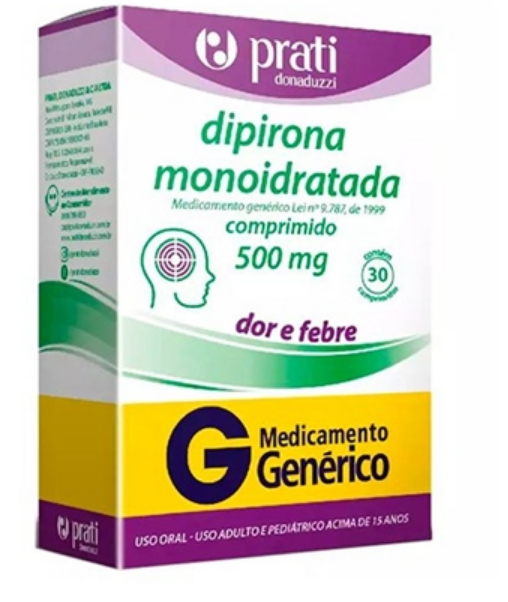 prati
donaduzzi
dipirona
monoidratada
Medicamento genérico Lei nº 9.787, de 1999
comprimido
500 mg
contém
30
comprimidos
dor e febre
G Medicamento
Genérico
USO ORAL - USO ADULTO E PEDIÁTRICO ACIMA DE 15 ANOS
prati
donaduzzi